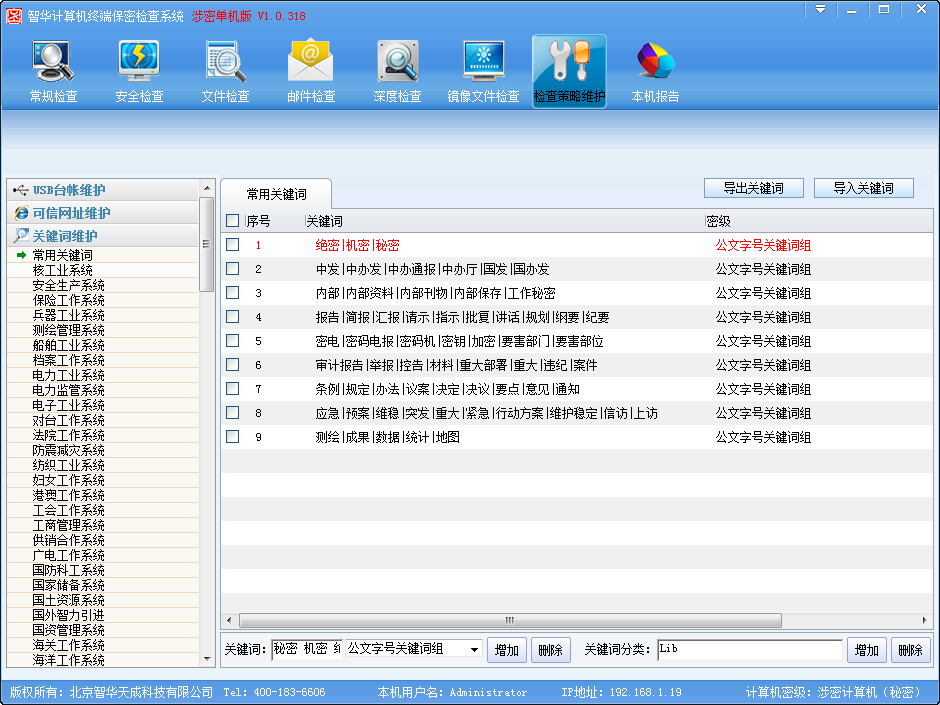 智华计算机终端保密检查系统 涉密单机版 V1.0.318
常规检查 安全检查 文件检查 邮件检查 深度检查 镜像文件检查 检查策略维护 本机报告
USB台帐维护
可信网址维护
关键词维护
常用关键词
核工业系统
安全生产系统
保险工作系统
兵器工业系统
测绘管理系统
船舶工业系统
档案工作系统
电力工业系统
电力监管系统
电子工业系统
对台工作系统
法院工作系统
防震减灾系统
纺织工业系统
妇女工作系统
港澳工作系统
工会工作系统
工商管理系统
供销合作系统
广电工作系统
国防科工系统
国家储备系统
国土资源系统
国外智力引进
国资管理系统
海关工作系统
海洋工作系统
常用关键词 导出关键词 导入关键词
序号 关键词 密级
1 绝密|机密|秘密 公文字号关键词组
2 中发|中办发|中办通报|中办厅|国发|国办发 公文字号关键词组
3 内部|内部资料|内部刊物|内部保存|工作秘密 公文字号关键词组
4 报告|简报|汇报|请示|指示|批复|讲话|规划|纲要|纪要 公文字号关键词组
5 密电|密码电报|密码机|密钥|加密|要害部门|要害部位 公文字号关键词组
6 审计报告|举报|控告|材料|重大部署|重大|违纪|案件 公文字号关键词组
7 条例|规定|办法|议案|决定|决议|要点|意见|通知 公文字号关键词组
8 应急|预案|维稳|突发|重大|紧急|行动方案|维护稳定|信访|上访 公文字号关键词组
9 测绘|成果|数据|统计|地图 公文字号关键词组
关键词: 秘密 机密 公文字号关键词组 增加 删除 关键词分类: Lib 增加 删除
版权所有: 北京智华天成科技有限公司 Tel: 400-183-6606 本机用户名: Administrator IP地址: 192.168.1.19 计算机密级: 涉密计算机（秘密）